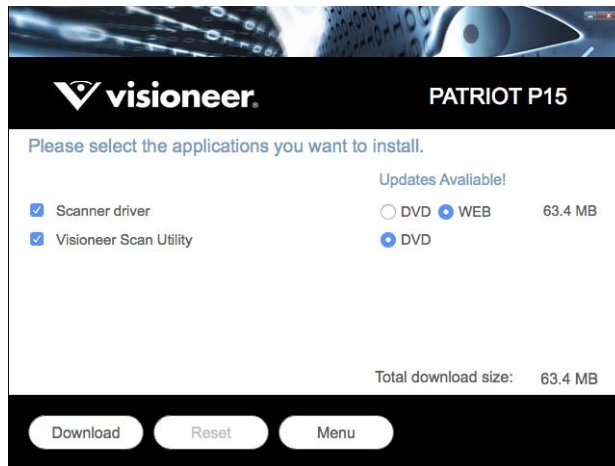 visioneer®
PATRIOT P15
Please select the applications you want to install.
Updates Avaliable!
Scanner driver DVD WEB 63.4 MB
Visioneer Scan Utility DVD
Total download size: 63.4 MB
Download Reset Menu